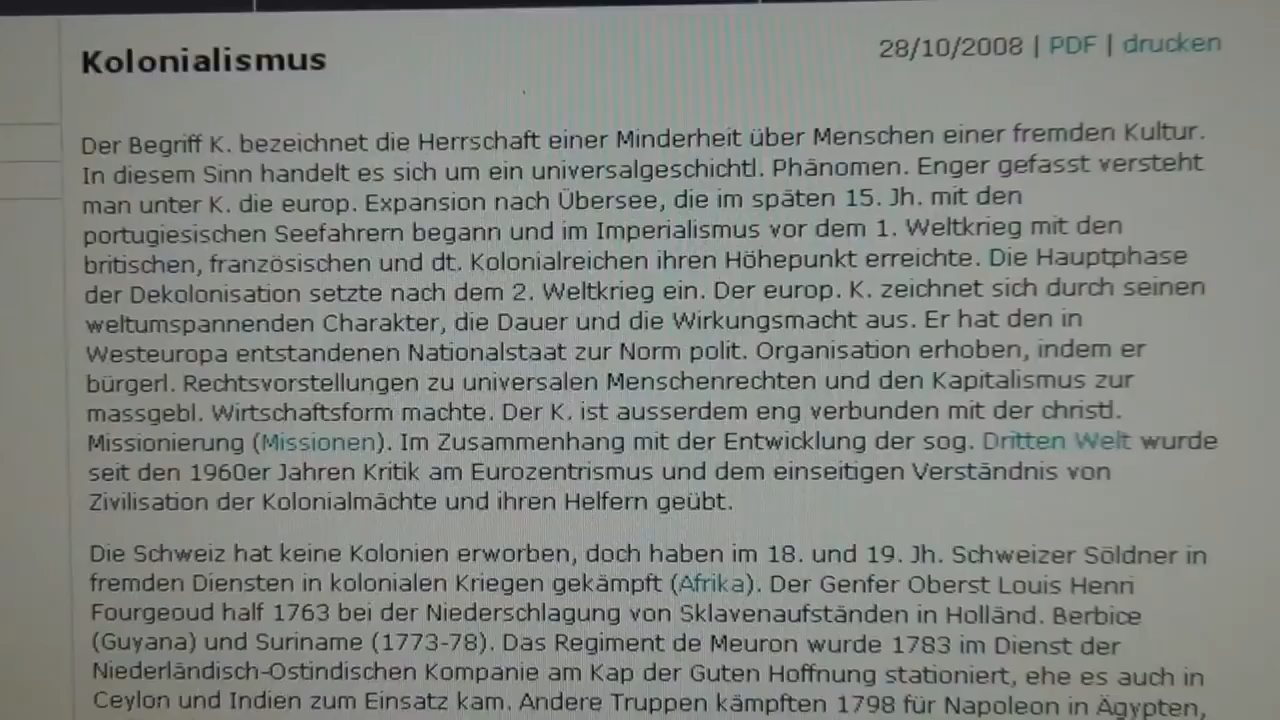 Kolonialismus
28/10/2008 | PDF | drucken
Der Begriff K. bezeichnet die Herrschaft einer Minderheit über Menschen einer fremden Kultur.
In diesem Sinn handelt es sich um ein universalgeschichtl. Phänomen. Enger gefasst versteht
man unter K. die europ. Expansion nach Übersee, die im späten 15. Jh. mit den
portugiesischen Seefahrern begann und im Imperialismus vor dem 1. Weltkrieg mit den
britischen, französischen und dt. Kolonialreichen ihren Höhepunkt erreichte. Die Hauptphase
der Dekolonisation setzte nach dem 2. Weltkrieg ein. Der europ. K. zeichnet sich durch seinen
weltumspannenden Charakter, die Dauer und die Wirkungsmacht aus. Er hat den in
Westeuropa entstandenen Nationalstaat zur Norm polit. Organisation erhoben, indem er
bürgerl. Rechtsvorstellungen zu universalen Menschenrechten und den Kapitalismus zur
massgebl. Wirtschaftsform machte. Der K. ist ausserdem eng verbunden mit der christl.
Missionierung (Missionen). Im Zusammenhang mit der Entwicklung der sog. Dritten Welt wurde
seit den 1960er Jahren Kritik am Eurozentrismus und dem einseitigen Verständnis von
Zivilisation der Kolonialmächte und ihren Helfern geübt.
Die Schweiz hat keine Kolonien erworben, doch haben im 18. und 19. Jh. Schweizer Söldner in
fremden Diensten in kolonialen Kriegen gekämpft (Afrika). Der Genfer Oberst Louis Henri
Fourgeoud half 1763 bei der Niederschlagung von Sklavenaufständen in Holländ. Berbice
(Guyana) und Suriname (1773-78). Das Regiment de Meuron wurde 1783 im Dienst der
Niederländisch-Ostindischen Kompanie am Kap der Guten Hoffnung stationiert, ehe es auch in
Ceylon und Indien zum Einsatz kam. Andere Truppen kämpften 1798 für Napoleon in Ägypten,